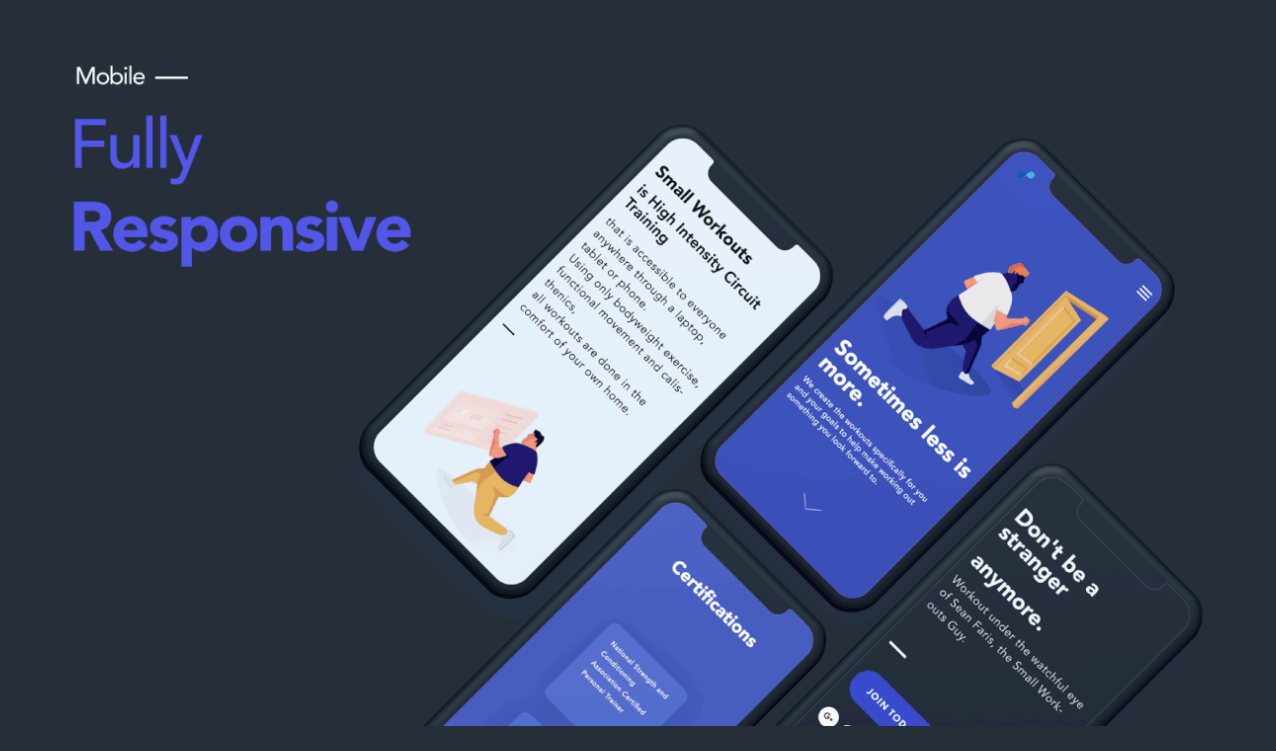 Mobile —
Fully
Responsive
Small Workouts
is High Intensity Circuit
Training
that is accessible to everyone
anywhere through a laptop,
tablet or phone.
Using only bodyweight exercise,
functional movement and calis-
thenics,
all workouts are done in the
comfort of your own home.
Sometimes less is
more.
We create the workouts specifically for you
and your goals to help make working out
something you look forward to.
Certifications
National Strength and
Conditioning
Association Certified
Personal Trainer
Don't be a
stranger
anymore.
Workout under the watchful eye
of Sean Faris, the Small Work-
outs Guy.
JOIN TOD
G+